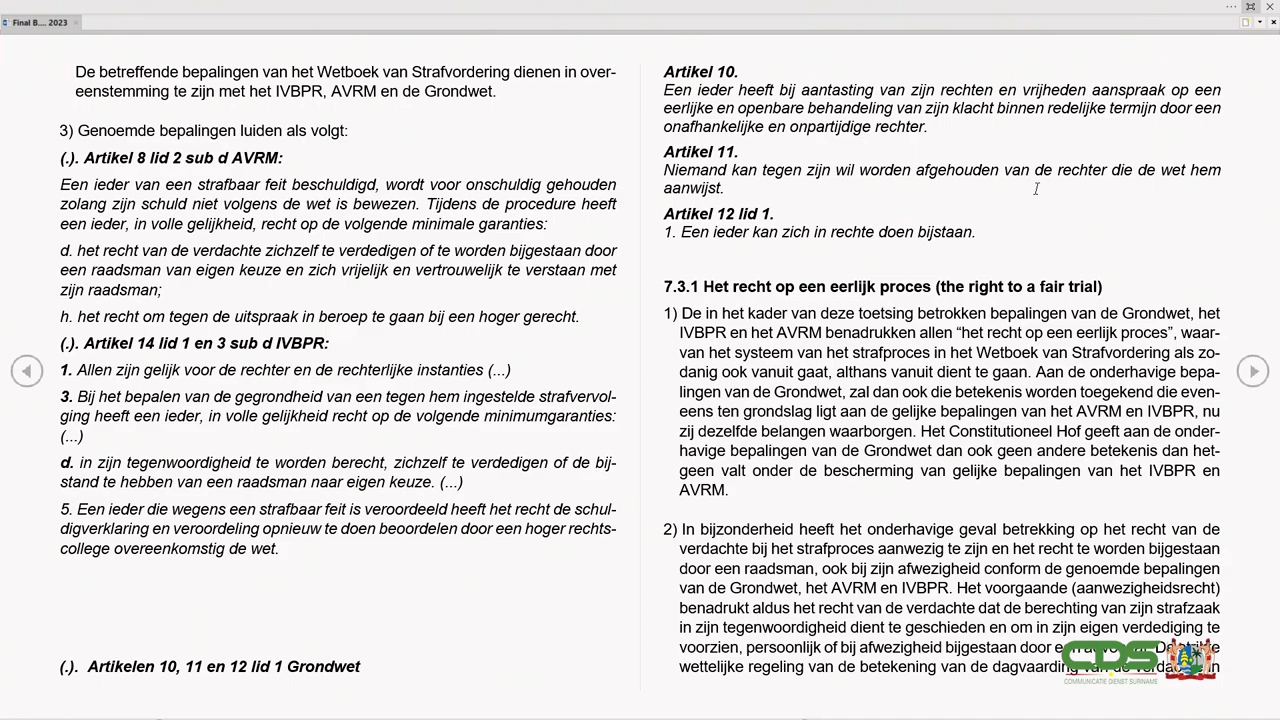 Final B.... 2023
De betreffende bepalingen van het Wetboek van Strafvordering dienen in over-
eenstemming te zijn met het IVBPR, AVRM en de Grondwet.
3) Genoemde bepalingen luiden als volgt:
(.). Artikel 8 lid 2 sub d AVRM:
Een ieder van een strafbaar feit beschuldigd, wordt voor onschuldig gehouden
zolang zijn schuld niet volgens de wet is bewezen. Tijdens de procedure heeft
een ieder, in volle gelijkheid, recht op de volgende minimale garanties:
d. het recht van de verdachte zichzelf te verdedigen of te worden bijgestaan door
een raadsman van eigen keuze en zich vrijelijk en vertrouwelijk te verstaan met
zijn raadsman;
h. het recht om tegen de uitspraak in beroep te gaan bij een hoger gerecht.
(.). Artikel 14 lid 1 en 3 sub d IVBPR:
1. Allen zijn gelijk voor de rechter en de rechterlijke instanties (...)
3. Bij het bepalen van de gegrondheid van een tegen hem ingestelde strafvervol-
ging heeft een ieder, in volle gelijkheid recht op de volgende minimumgaranties:
(...)
d. in zijn tegenwoordigheid te worden berecht, zichzelf te verdedigen of de bij-
stand te hebben van een raadsman naar eigen keuze. (...)
5. Een ieder die wegens een strafbaar feit is veroordeeld heeft het recht de schul-
digverklaring en veroordeling opnieuw te doen beoordelen door een hoger rechts-
college overeenkomstig de wet.
(.). Artikelen 10, 11 en 12 lid 1 Grondwet
Artikel 10.
Een ieder heeft bij aantasting van zijn rechten en vrijheden aanspraak op een
eerlijke en openbare behandeling van zijn klacht binnen redelijke termijn door een
onafhankelijke en onpartijdige rechter.
Artikel 11.
Niemand kan tegen zijn wil worden afgehouden van de rechter die de wet hem
aanwijst.
Artikel 12 lid 1.
1. Een ieder kan zich in rechte doen bijstaan.
7.3.1 Het recht op een eerlijk proces (the right to a fair trial)
1) De in het kader van deze toetsing betrokken bepalingen van de Grondwet, het
IVBPR en het AVRM benadrukken allen “het recht op een eerlijk proces”, waar-
van het systeem van het strafproces in het Wetboek van Strafvordering als zo-
danig ook vanuit gaat, althans vanuit dient te gaan. Aan de onderhavige bepa-
lingen van de Grondwet, zal dan ook die betekenis worden toegekend die even-
eens ten grondslag ligt aan de gelijke bepalingen van het AVRM en IVBPR, nu
zij dezelfde belangen waarborgen. Het Constitutioneel Hof geeft aan de onder-
havige bepalingen van de Grondwet dan ook geen andere betekenis dan het-
geen valt onder de bescherming van gelijke bepalingen van het IVBPR en
AVRM.
2) In bijzonderheid heeft het onderhavige geval betrekking op het recht van de
verdachte bij het strafproces aanwezig te zijn en het recht te worden bijgestaan
door een raadsman, ook bij zijn afwezigheid conform de genoemde bepalingen
van de Grondwet, het AVRM en IVBPR. Het voorgaande (aanwezigheidsrecht)
benadrukt aldus het recht van de verdachte dat de berechting van zijn strafzaak
in zijn tegenwoordigheid dient te geschieden en om in zijn eigen verdediging te
voorzien, persoonlijk of bij afwezigheid bijgestaan door
wettelijke regeling van de betekening van de dagvaarding van de
CDS
COMMUNICATIE DIENST SURINAME